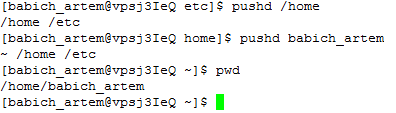 [babich_artem@vpsj3IeQ etc]$ pushd /home
/home /etc
[babich_artem@vpsj3IeQ home]$ pushd babich_artem
~ /home /etc
[babich_artem@vpsj3IeQ ~]$ pwd
/home/babich_artem
[babich_artem@vpsj3IeQ ~]$